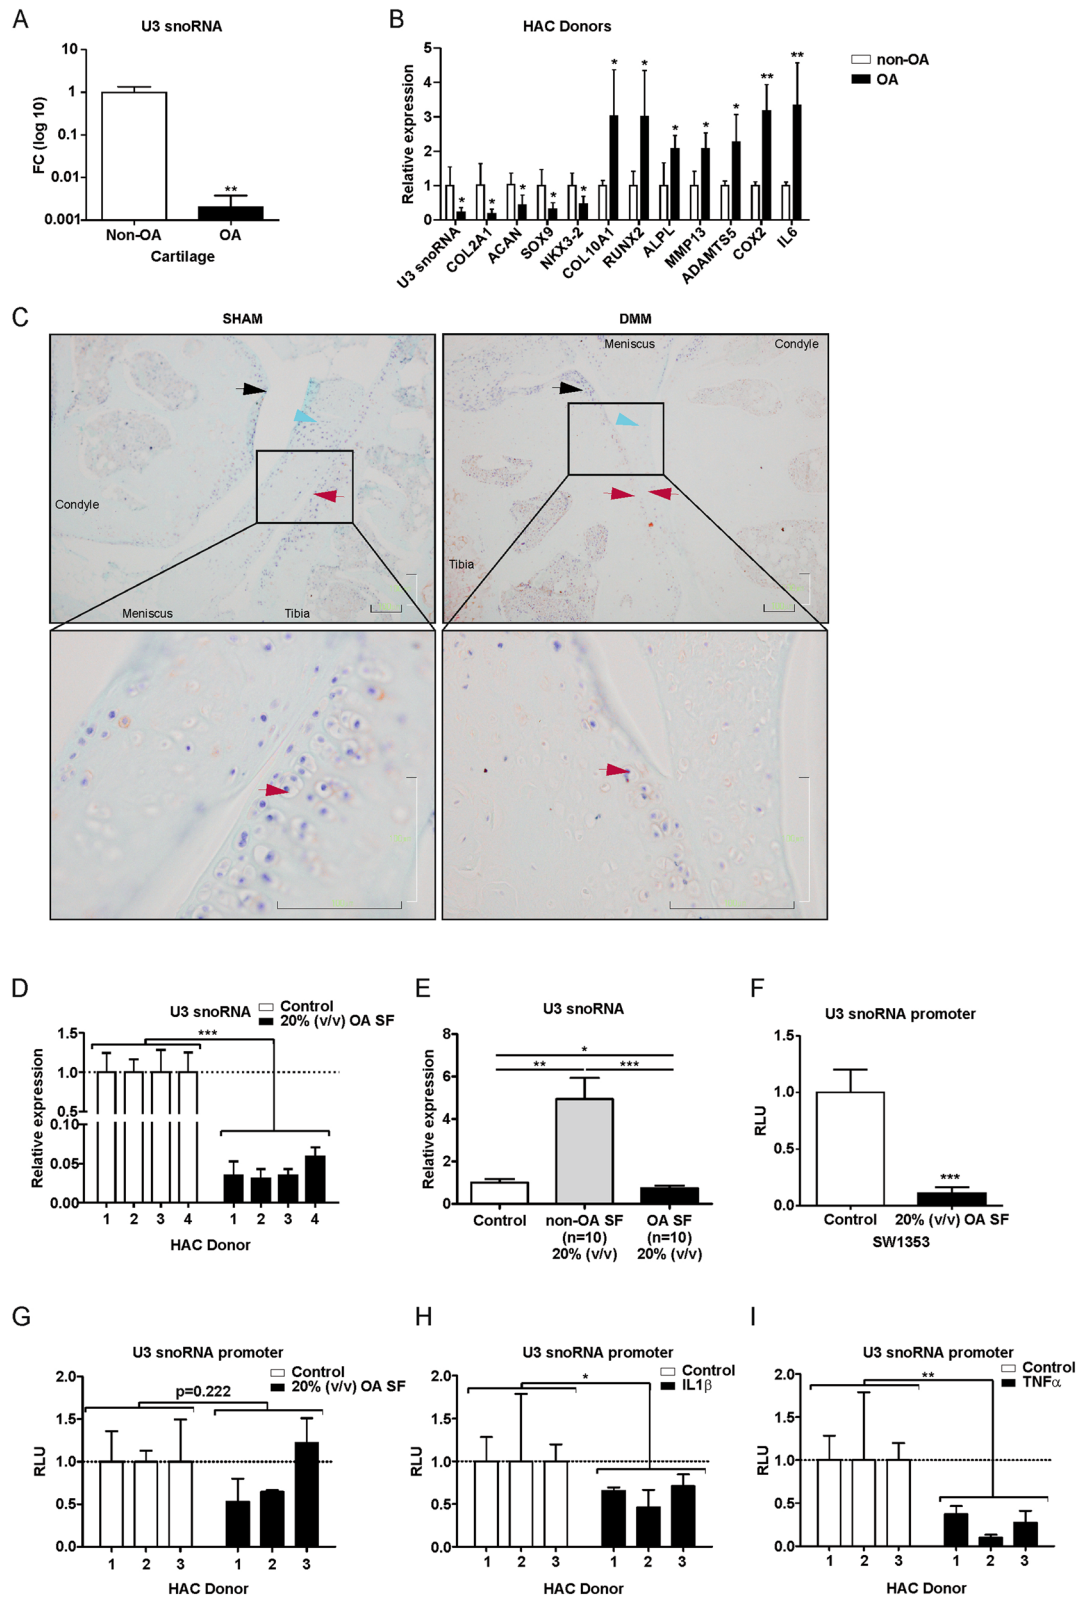 A
U3 snoRNA
FC (log 10)
10
1
0.1
0.01
0.001
**
Non-OA
OA
Cartilage
B
HAC Donors
non-OA
OA
Relative expression
5
4
3
2
1
0
* * * * * * * * * * ** **
U3 snoRNA
COL2A1
ACAN
SOX9
NKX3-2
COL10A1
RUNX2
ALPL
MMP13
ADAMTS5
COX2
IL6
C
SHAM
DMM
Condyle
Meniscus
Tibia
Meniscus
Condyle
Tibia
D
U3 snoRNA
Control
20% (v/v) OA SF
***
Relative expression
1.5
1.0
0.5
0.10
0.05
0.00
1 2 3 4 1 2 3 4
HAC Donor
E
U3 snoRNA
Relative expression
8
6
4
2
0
*
** ***
Control
non-OA SF
(n=10)
20% (v/v)
OA SF
(n=10)
20% (v/v)
F
U3 snoRNA promoter
RLU
1.5
1.0
0.5
0.0
***
Control
20% (v/v) OA SF
SW1353
G
U3 snoRNA promoter
Control
20% (v/v) OA SF
p=0.222
RLU
2.0
1.5
1.0
0.5
0.0
1 2 3 1 2 3
HAC Donor
H
U3 snoRNA promoter
Control
IL1β
*
RLU
2.0
1.5
1.0
0.5
0.0
1 2 3 1 2 3
HAC Donor
I
U3 snoRNA promoter
Control
TNFα
**
RLU
2.0
1.5
1.0
0.5
0.0
1 2 3 1 2 3
HAC Donor